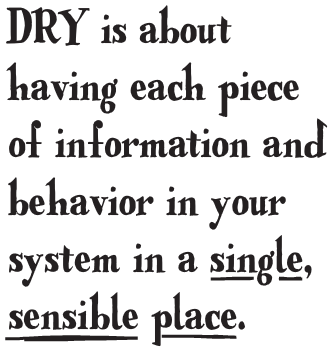 DRY is about
having each piece
of information and
behavior in your
system in a single,
sensible place.